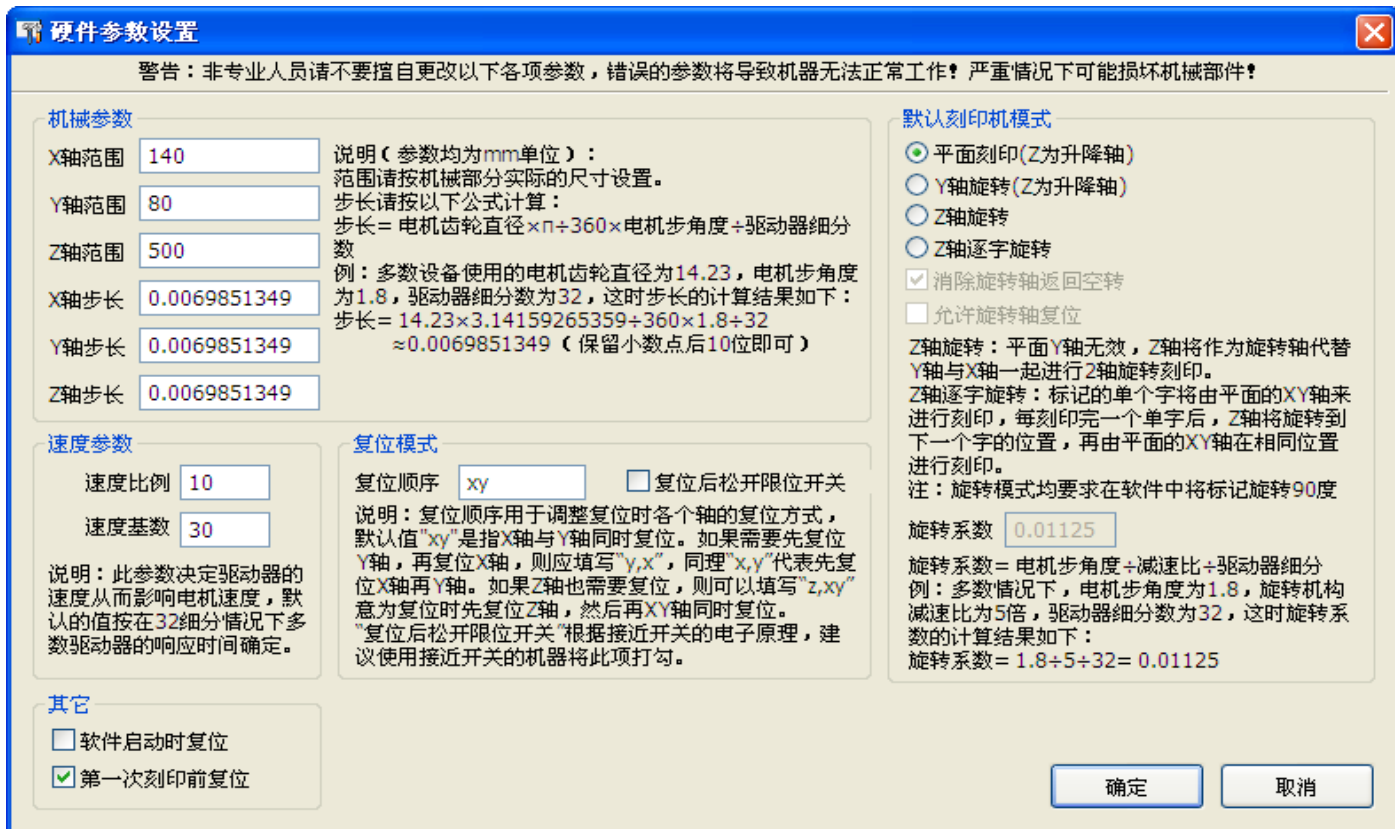 硬件参数设置
警告：非专业人员请不要擅自更改以下各项参数，错误的参数将导致机器无法正常工作！严重情况下可能损坏机械部件！
机械参数
X轴范围 140
Y轴范围 80
Z轴范围 500
X轴步长 0.0069851349
Y轴步长 0.0069851349
Z轴步长 0.0069851349
说明（参数均为mm单位）：
范围请按机械部分实际的尺寸设置。
步长请按以下公式计算：
步长= 电机齿轮直径×π÷360×电机步角度÷驱动器细分
数
例：多数设备使用的电机齿轮直径为14.23，电机步角度
为1.8，驱动器细分数为32，这时步长的计算结果如下：
步长= 14.23×3.14159265359÷360×1.8÷32
≈0.0069851349（保留小数点后10位即可）
速度参数
速度比例 10
速度基数 30
说明：此参数决定驱动器的
速度从而影响电机速度，默
认的值按在32细分情况下多
数驱动器的响应时间确定。
复位模式
复位顺序 xy 复位后松开限位开关
说明：复位顺序用于调整复位时各个轴的复位方式，
默认值"xy"是指X轴与Y轴同时复位。如果需要先复位
Y轴，再复位X轴，则应填写"y,x"，同理"x,y"代表先复
位X轴再Y轴。如果Z轴也需要复位，则可以填写"z,xy"
意为复位时先复位Z轴，然后再XY轴同时复位。
"复位后松开限位开关"根据接近开关的电子原理，建
议使用接近开关的机器将此项打勾。
其它
软件启动时复位
第一次刻印前复位
默认刻印机模式
平面刻印(Z为升降轴)
Y轴旋转(Z为升降轴)
Z轴旋转
Z轴逐字旋转
消除旋转轴返回空转
允许旋转轴复位
Z轴旋转：平面Y轴无效，Z轴将作为旋转轴代替
Y轴与X轴一起进行2轴旋转刻印。
Z轴逐字旋转：标记的单个字将由平面的XY轴来
进行刻印，每刻印完一个单字后，Z轴将旋转到
下一个字的位置，再由平面的XY轴在相同位置
进行刻印。
注：旋转模式均要求在软件中将标记旋转90度
旋转系数 0.01125
旋转系数= 电机步角度÷减速比÷驱动器细分
例：多数情况下，电机步角度为1.8，旋转机构
减速比为5倍，驱动器细分数为32，这时旋转系
数的计算结果如下：
旋转系数= 1.8÷5÷32= 0.01125
确定 取消